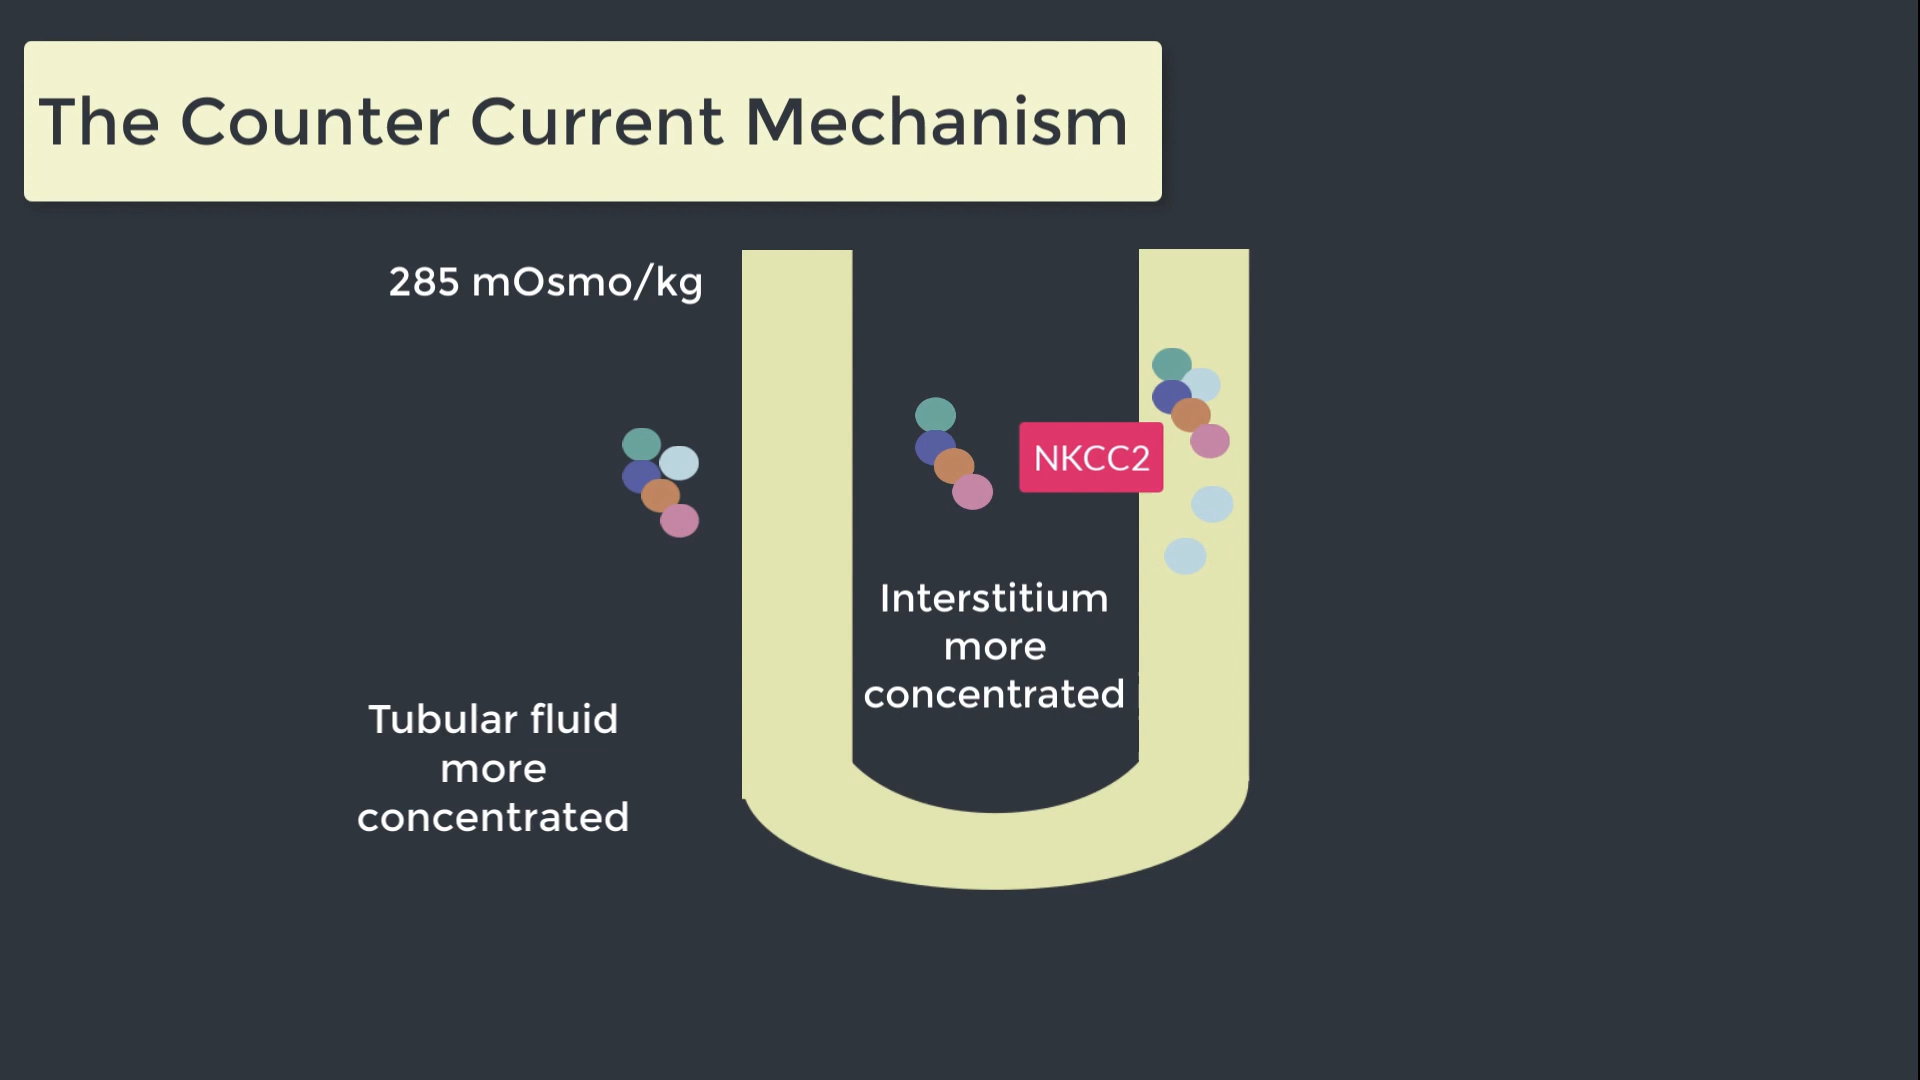 The Counter Current Mechanism
285 mOsmo/kg
NKCC2
Interstitium
more
concentrated
Tubular fluid
more
concentrated